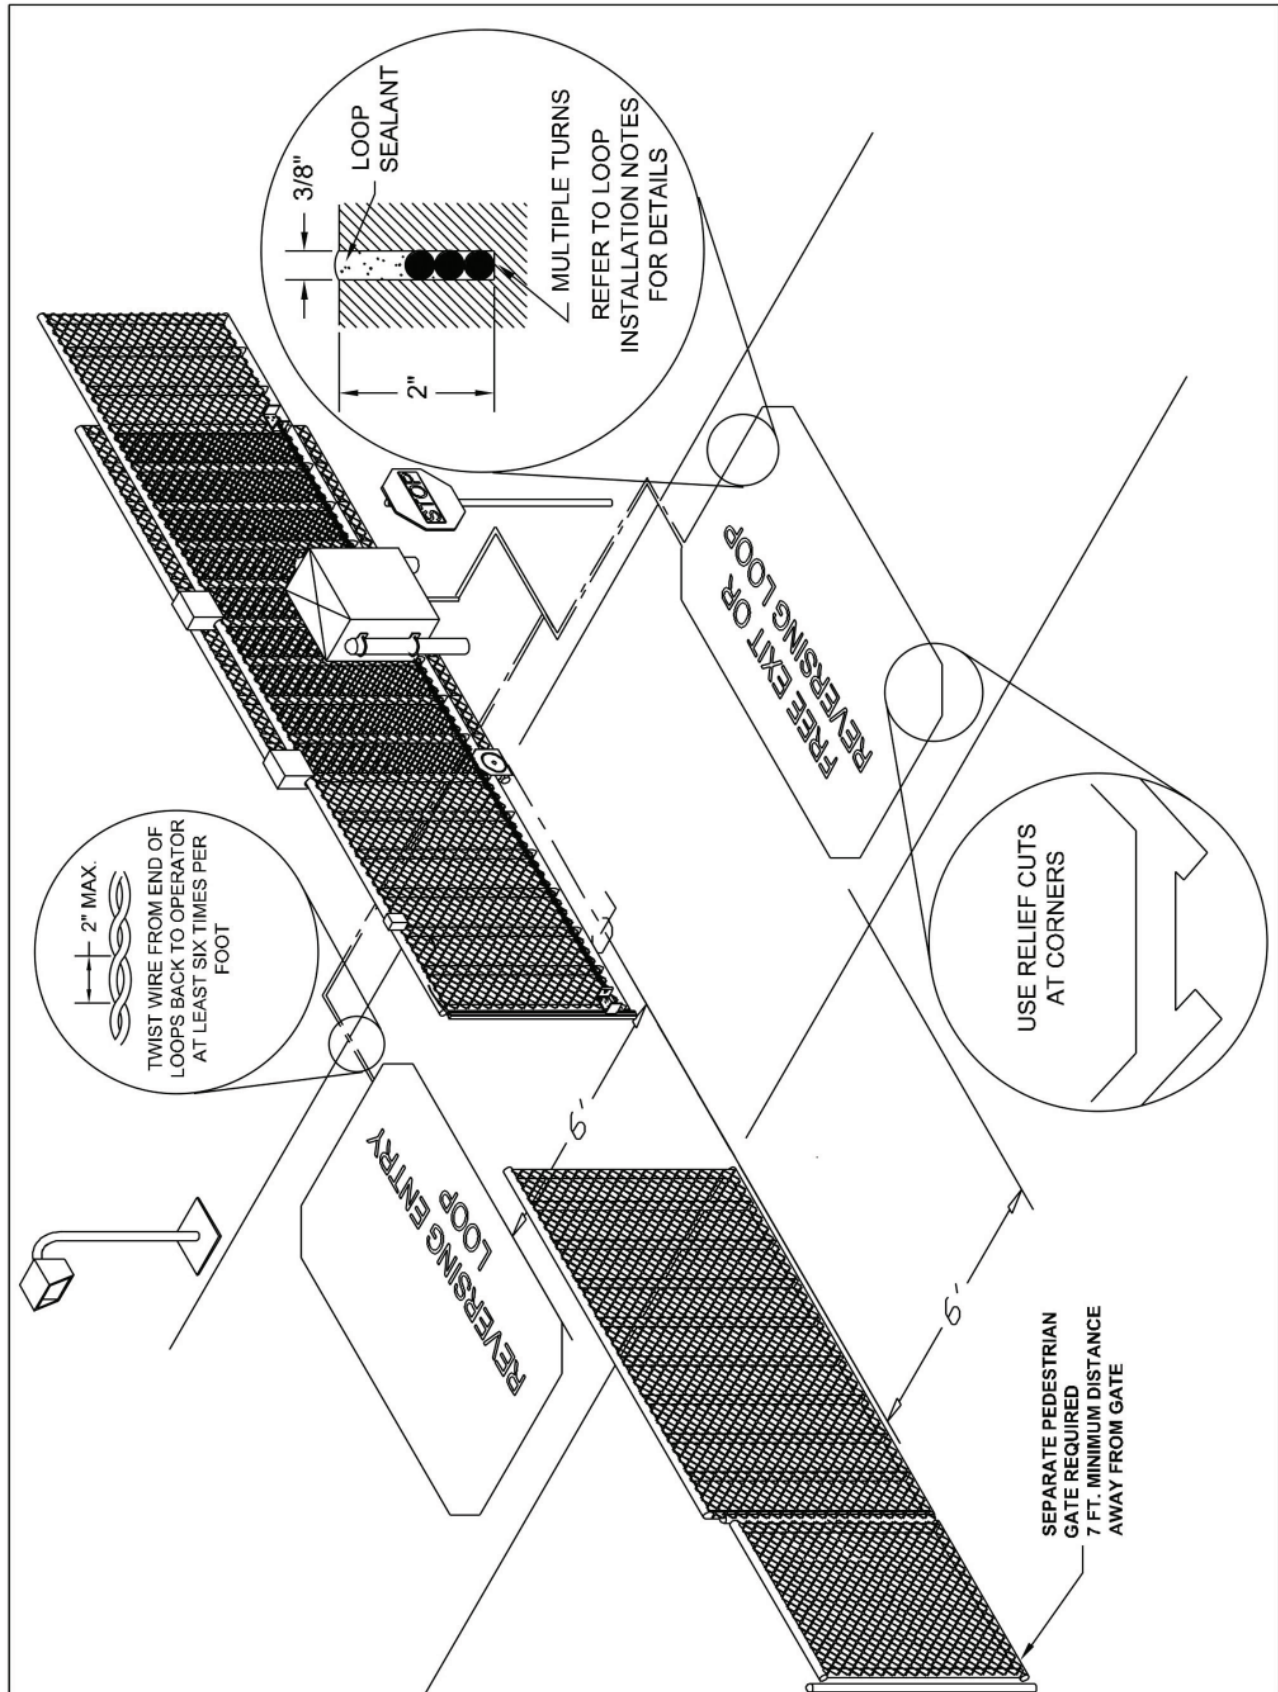 TWIST WIRE FROM END OF
LOOPS BACK TO OPERATOR
AT LEAST SIX TIMES PER
FOOT
2" MAX.
3/8"
LOOP
SEALANT
2"
MULTIPLE TURNS
REFER TO LOOP
INSTALLATION NOTES
FOR DETAILS
STOP
REVERSING ENTRY
LOOP
6'
FREE EXIT OR
REVERSING LOOP
6'
USE RELIEF CUTS
AT CORNERS
SEPARATE PEDESTRIAN
GATE REQUIRED
7 FT. MINIMUM DISTANCE
AWAY FROM GATE